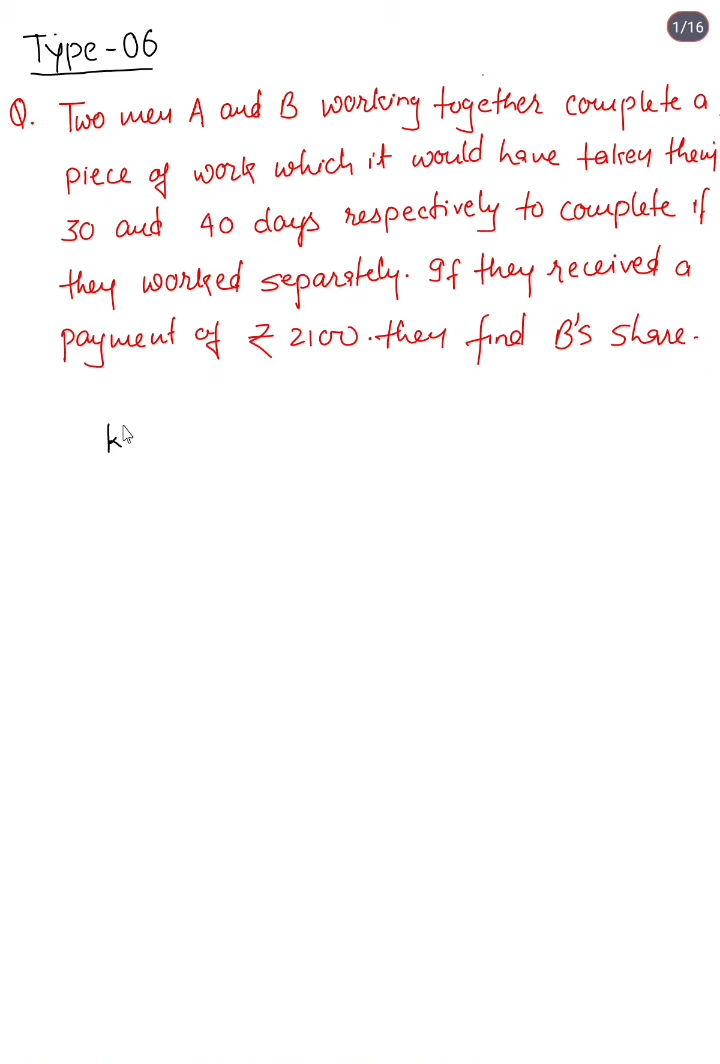 1/16
Type-06
Q. Two men A and B working together complete a
piece of work which it would have taken them
30 and 40 days respectively to complete if
they worked separately. If they received a
payment of ₹ 2100. they find B's share.
k